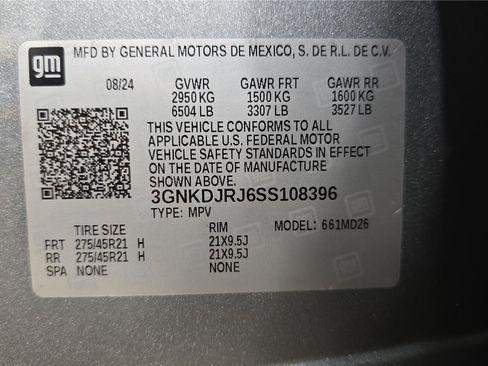 gm
MFD BY GENERAL MOTORS DE MEXICO, S. DE R.L. DE C.V.
08/24 GVWR GAWR FRT GAWR RR
2950 KG 1500 KG 1600 KG
6504 LB 3307 LB 3527 LB
THIS VEHICLE CONFORMS TO ALL
APPLICABLE U.S. FEDERAL MOTOR
VEHICLE SAFETY STANDARDS IN EFFECT
ON THE DATE OF MANUFACTURE
SHOWN ABOVE.
3GNKDJRJ6SS108396
TYPE: MPV MODEL: 661MD26
TIRE SIZE RIM
FRT 275/45R21 H 21X9.5J
RR 275/45R21 H 21X9.5J
SPA NONE NONE